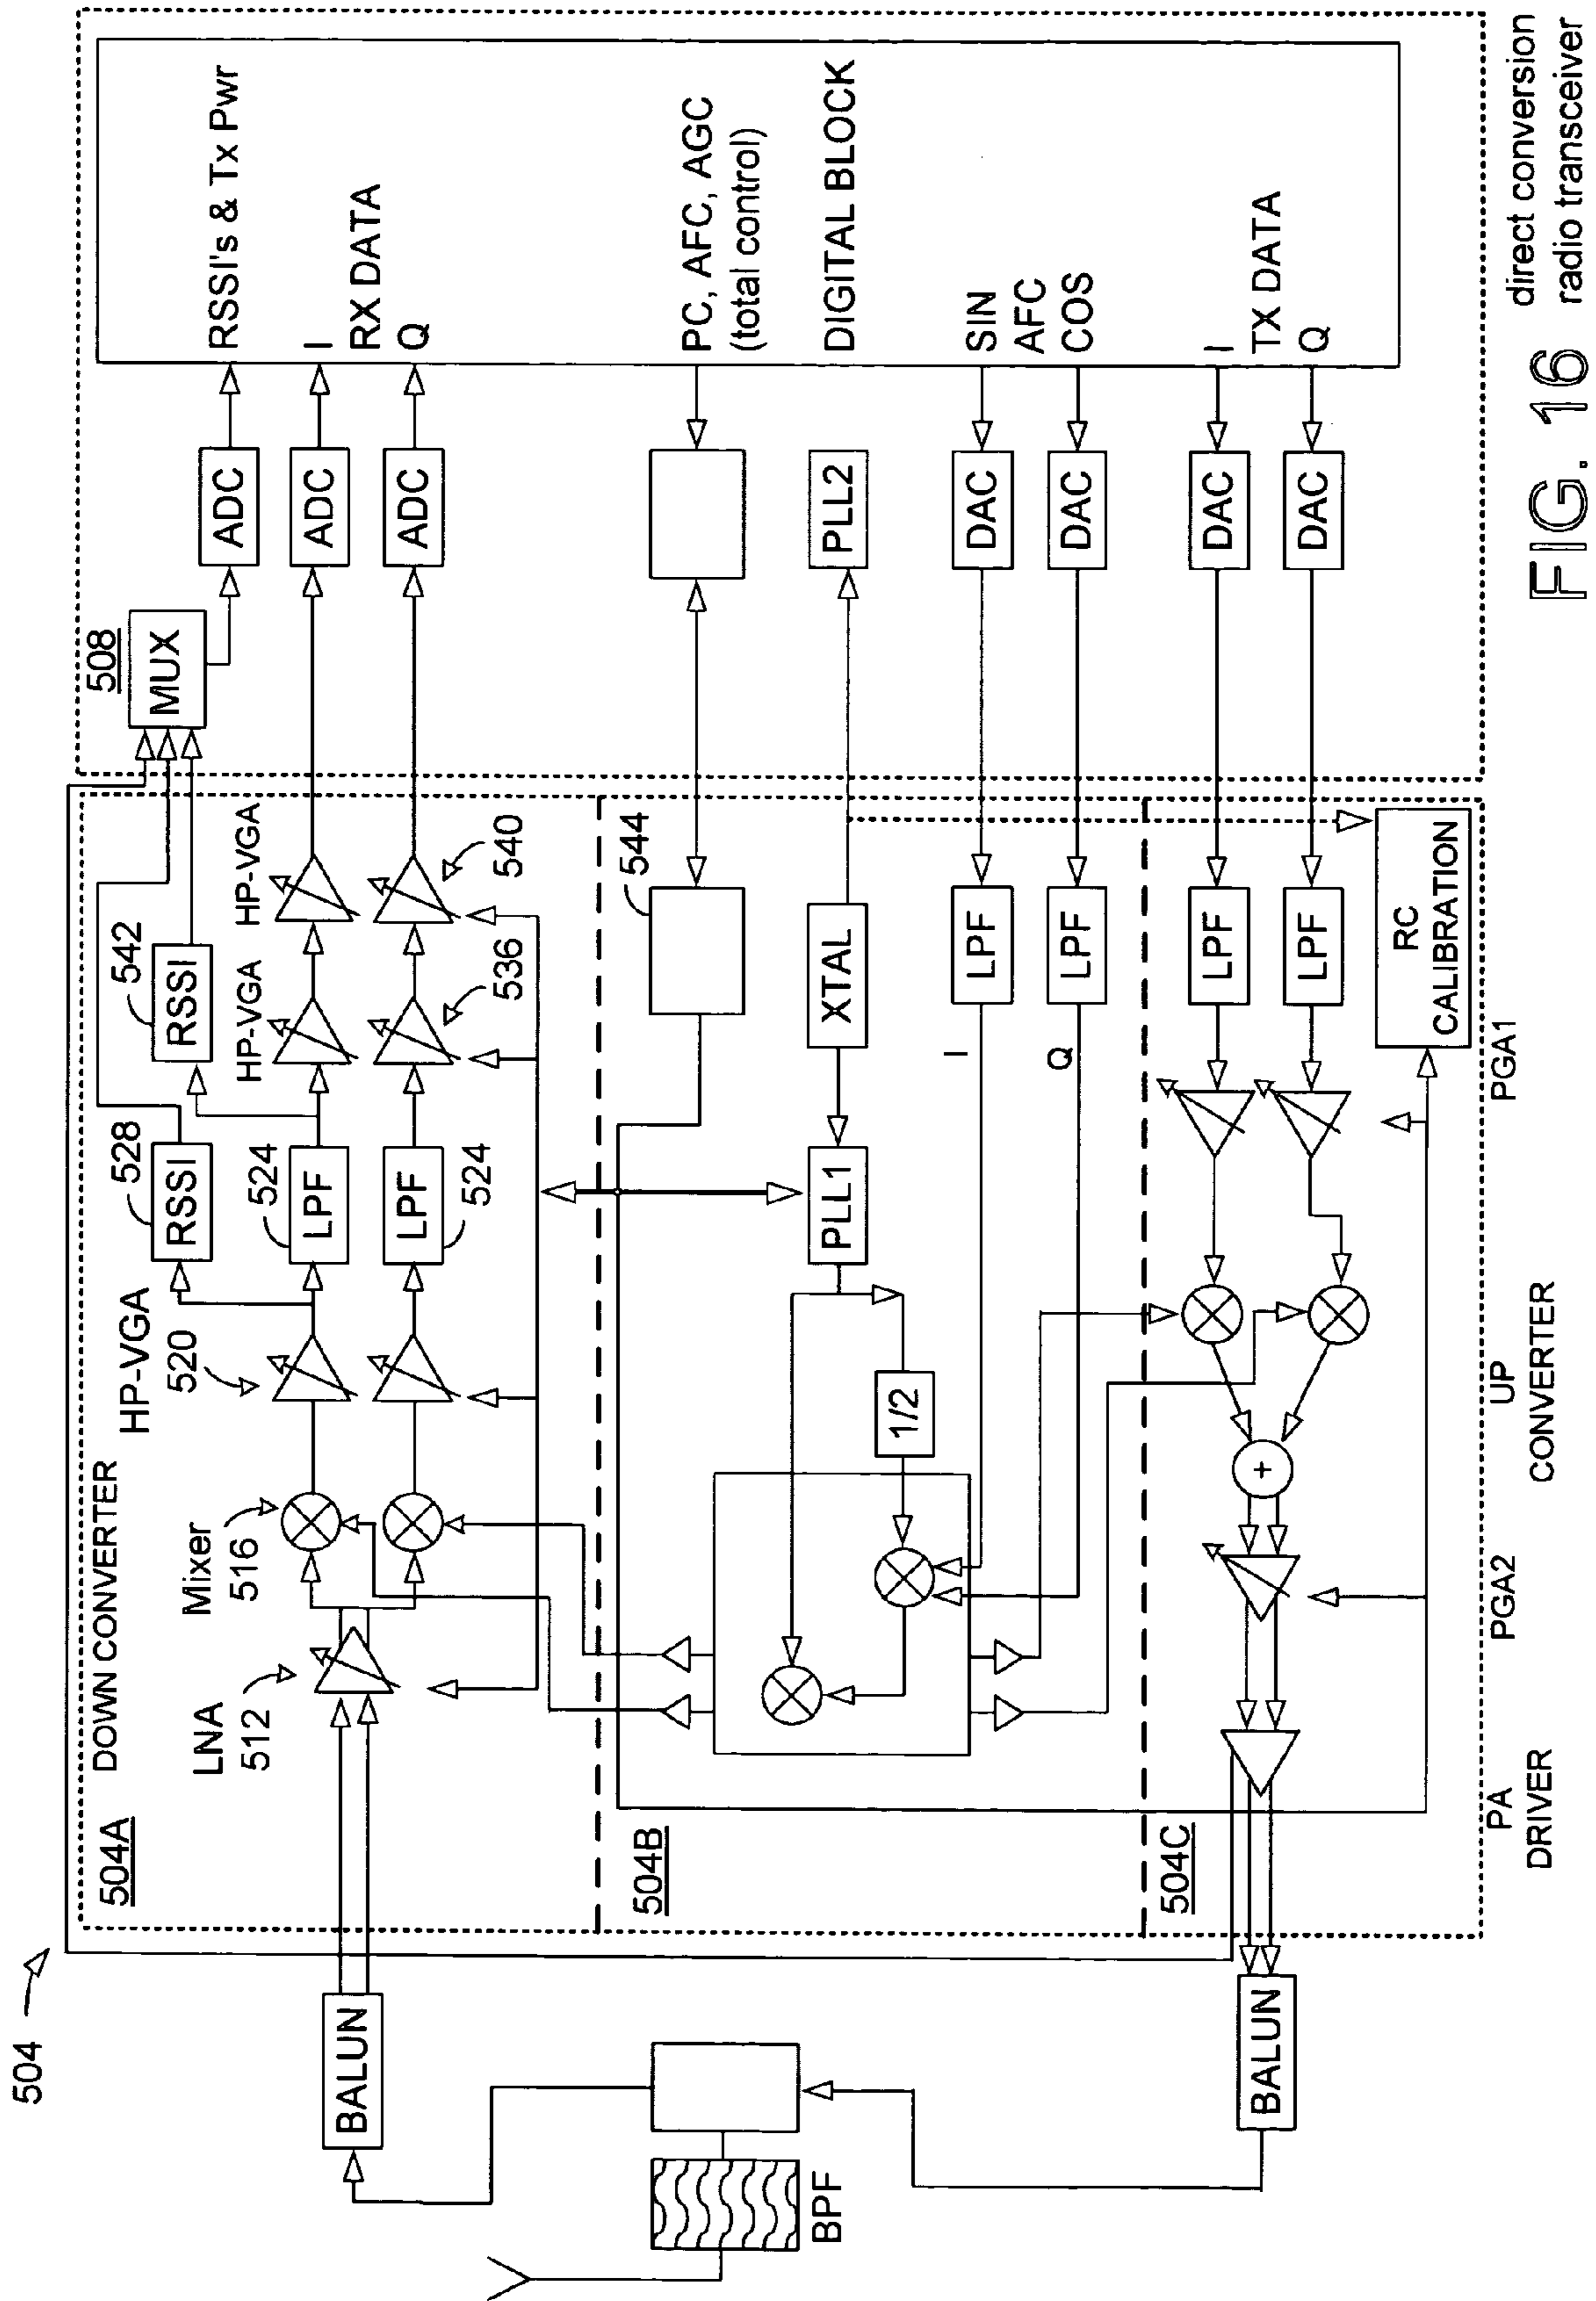 504
504A
DOWN CONVERTER
LNA
512
Mixer
516
HP-VGA
520
528
RSSI
542
RSSI
524
LPF
LPF
524
HP-VGA
HP-VGA
536
540
508
MUX
ADC
ADC
ADC
RSSI's & Tx Pwr
I
RX DATA
Q
BALUN
BPF
504B
544
PLL1
XTAL
PLL2
1/2
I
Q
LPF
LPF
DAC
DAC
PC, AFC, AGC
(total control)
DIGITAL BLOCK
SIN
AFC
COS
504C
BALUN
+
LPF
LPF
DAC
DAC
I
TX DATA
Q
RC
CALIBRATION
PA
DRIVER
PGA2
UP
CONVERTER
PGA1
FIG. 16
direct conversion
radio transceiver